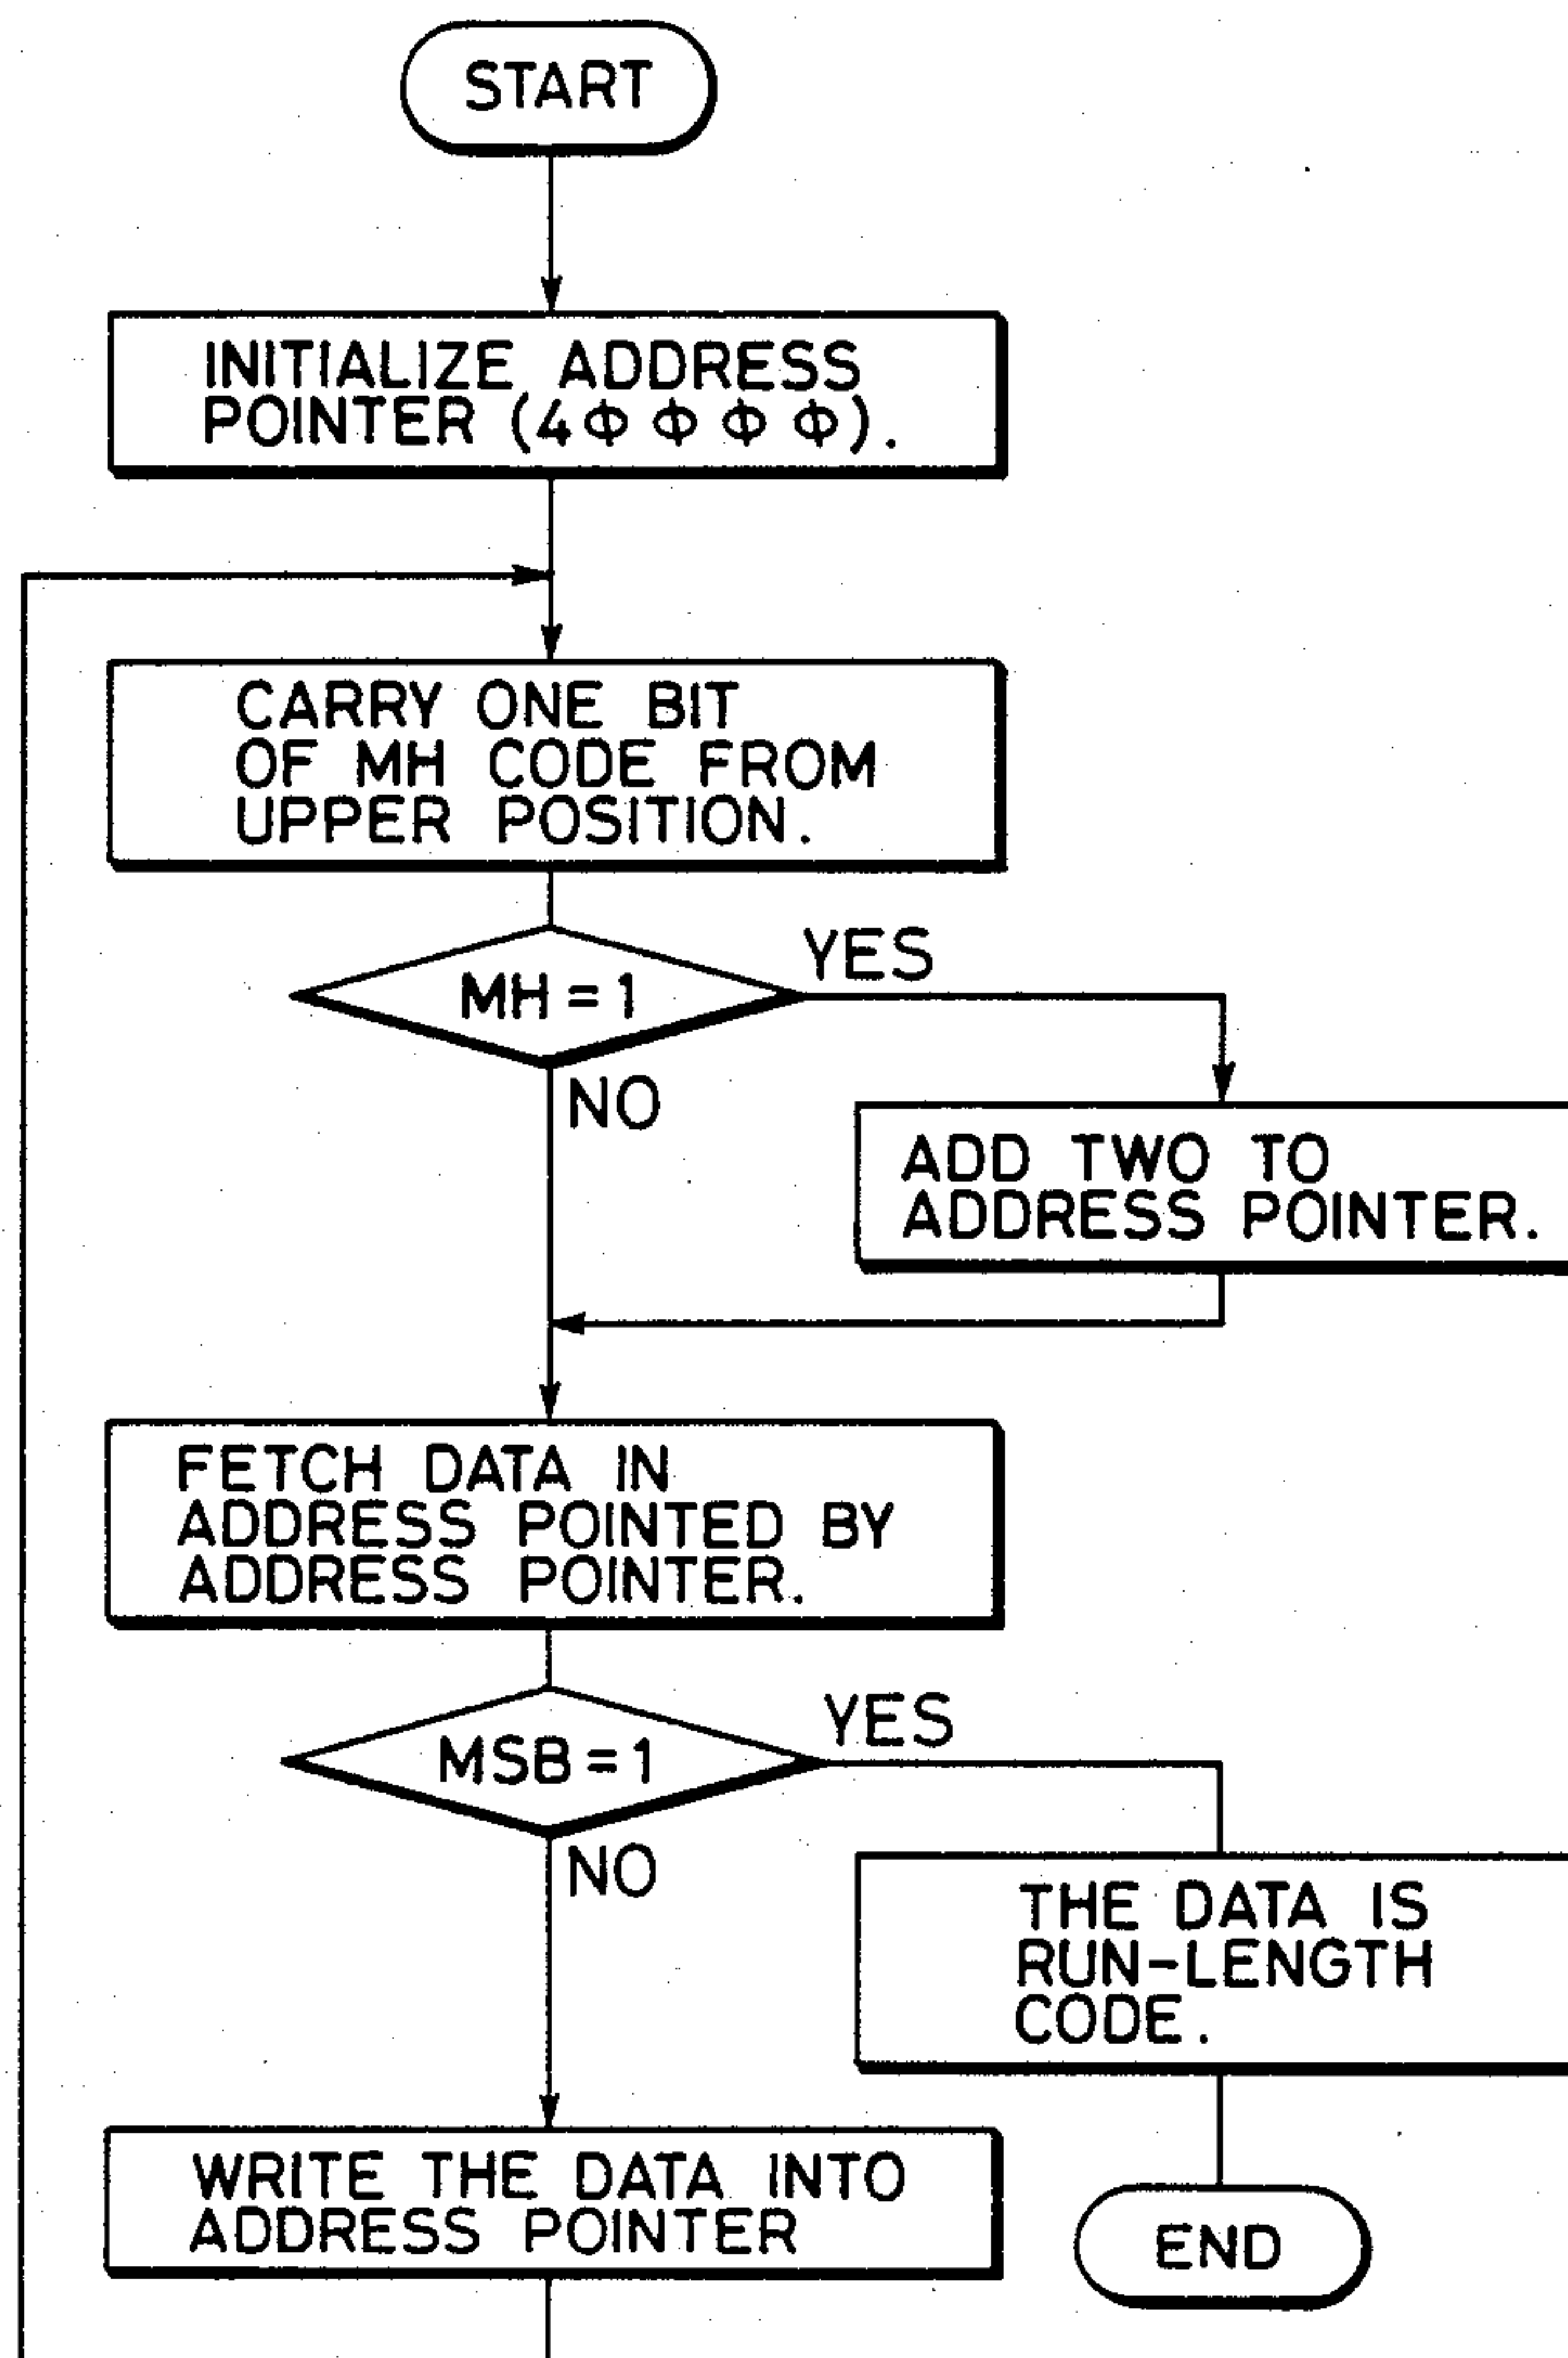 START
INITIALIZE ADDRESS
POINTER (4Φ Φ Φ Φ).
CARRY ONE BIT
OF MH CODE FROM
UPPER POSITION.
MH = 1
YES
NO
ADD TWO TO
ADDRESS POINTER.
FETCH DATA IN
ADDRESS POINTED BY
ADDRESS POINTER.
MSB = 1
YES
NO
THE DATA IS
RUN-LENGTH
CODE.
WRITE THE DATA INTO
ADDRESS POINTER
END